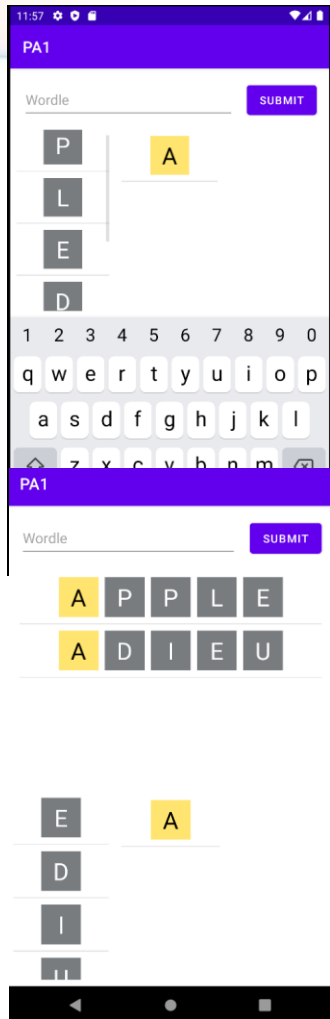 11:57
PA1
Wordle SUBMIT
P A
L
E
D
1 2 3 4 5 6 7 8 9 0
q w e r t y u i o p
a s d f g h j k l
z x c v b n m
PA1
Wordle SUBMIT
A P P L E
A D I E U
E A
D
I
U